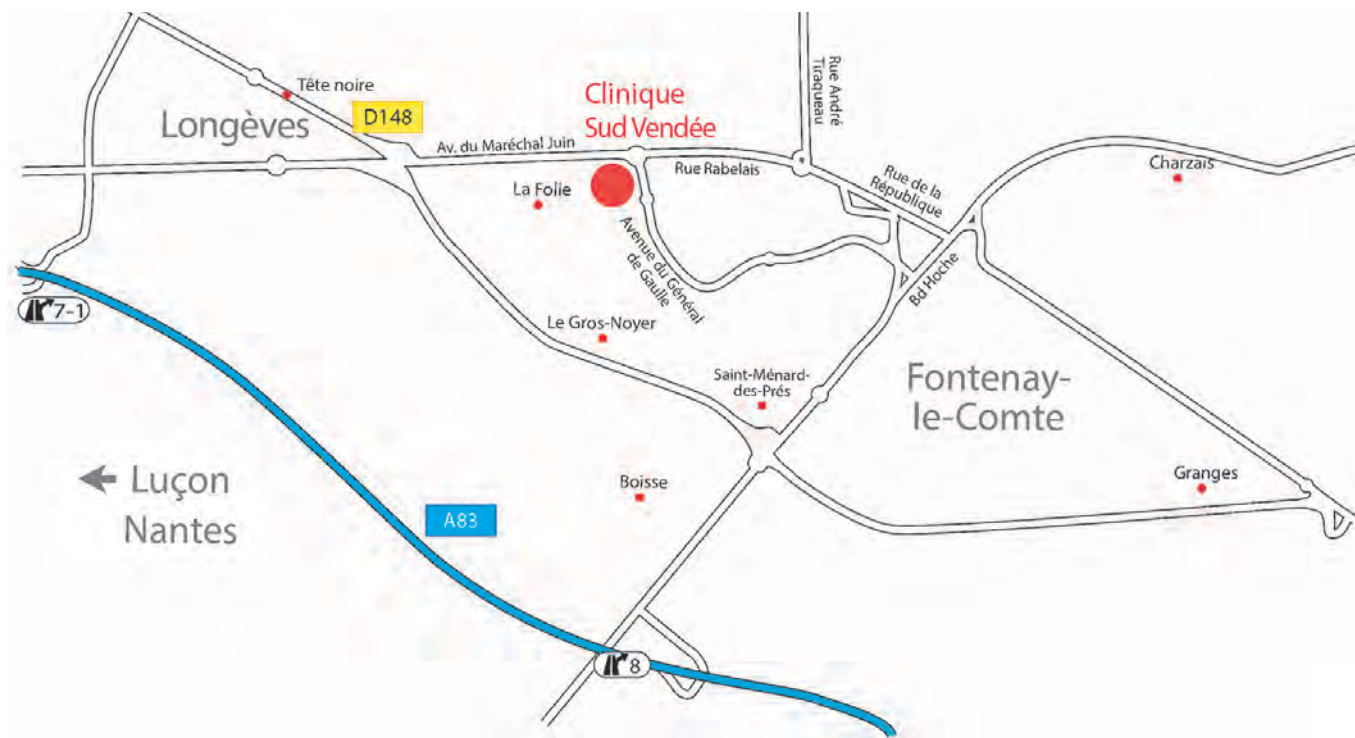 Tête noire
Longèves
D148
Clinique
Sud Vendée
Av. du Maréchal Juin
Rue Rabelais
Rue André
Tiraqueau
Rue de la
République
Charzais
La Folie
Avenue du Général
de Gaulle
Bd Hoche
7-1
Le Gros-Noyer
Saint-Ménard-
des-Prés
Fontenay-
le-Comte
Luçon
Nantes
Boisse
Granges
A83
8